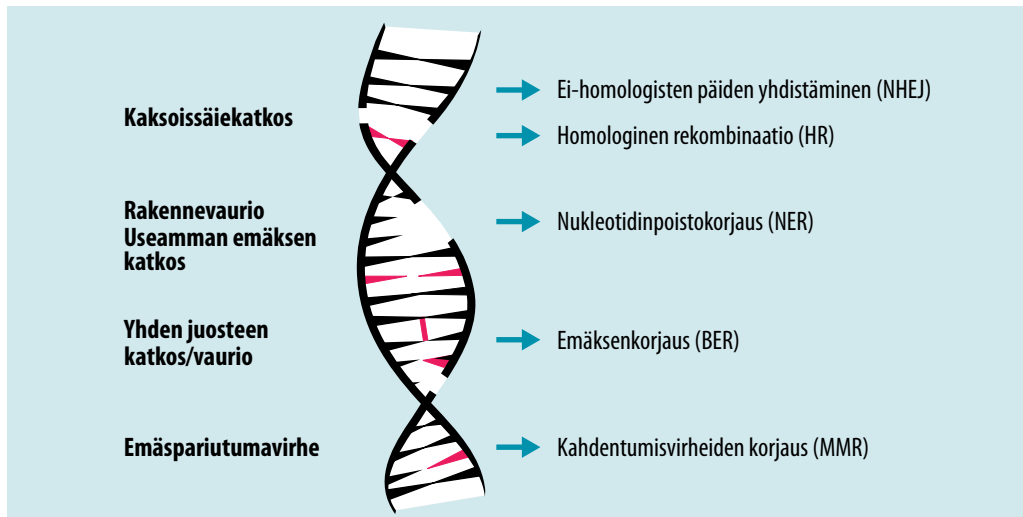 Kaksoissäiekatkos
Ei-homologisten päiden yhdistäminen (NHEJ)
Homologinen rekombinaatio (HR)
Rakennevaurio
Useamman emäksen
katkos
Nukleotidinpoistokorjaus (NER)
Yhden juosteen
katkos/vaurio
Emäksenkorjaus (BER)
Emäspariutumavirhe
Kahdentumisvirheiden korjaus (MMR)